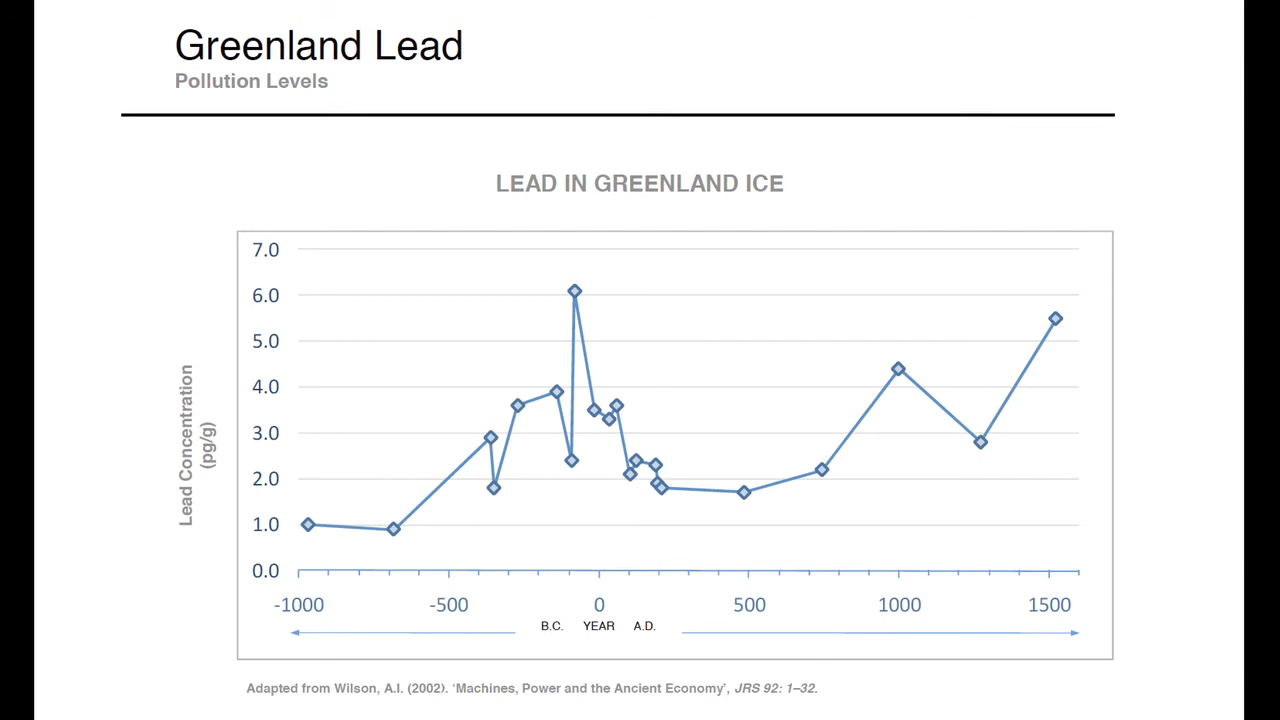 Greenland Lead
Pollution Levels
LEAD IN GREENLAND ICE
7.0
6.0
5.0
4.0
3.0
2.0
1.0
0.0
Lead Concentration
(pg/g)
-1000 -500 0 500 1000 1500
B.C. YEAR A.D.
Adapted from Wilson, A.I. (2002). ‘Machines, Power and the Ancient Economy’, JRS 92: 1–32.